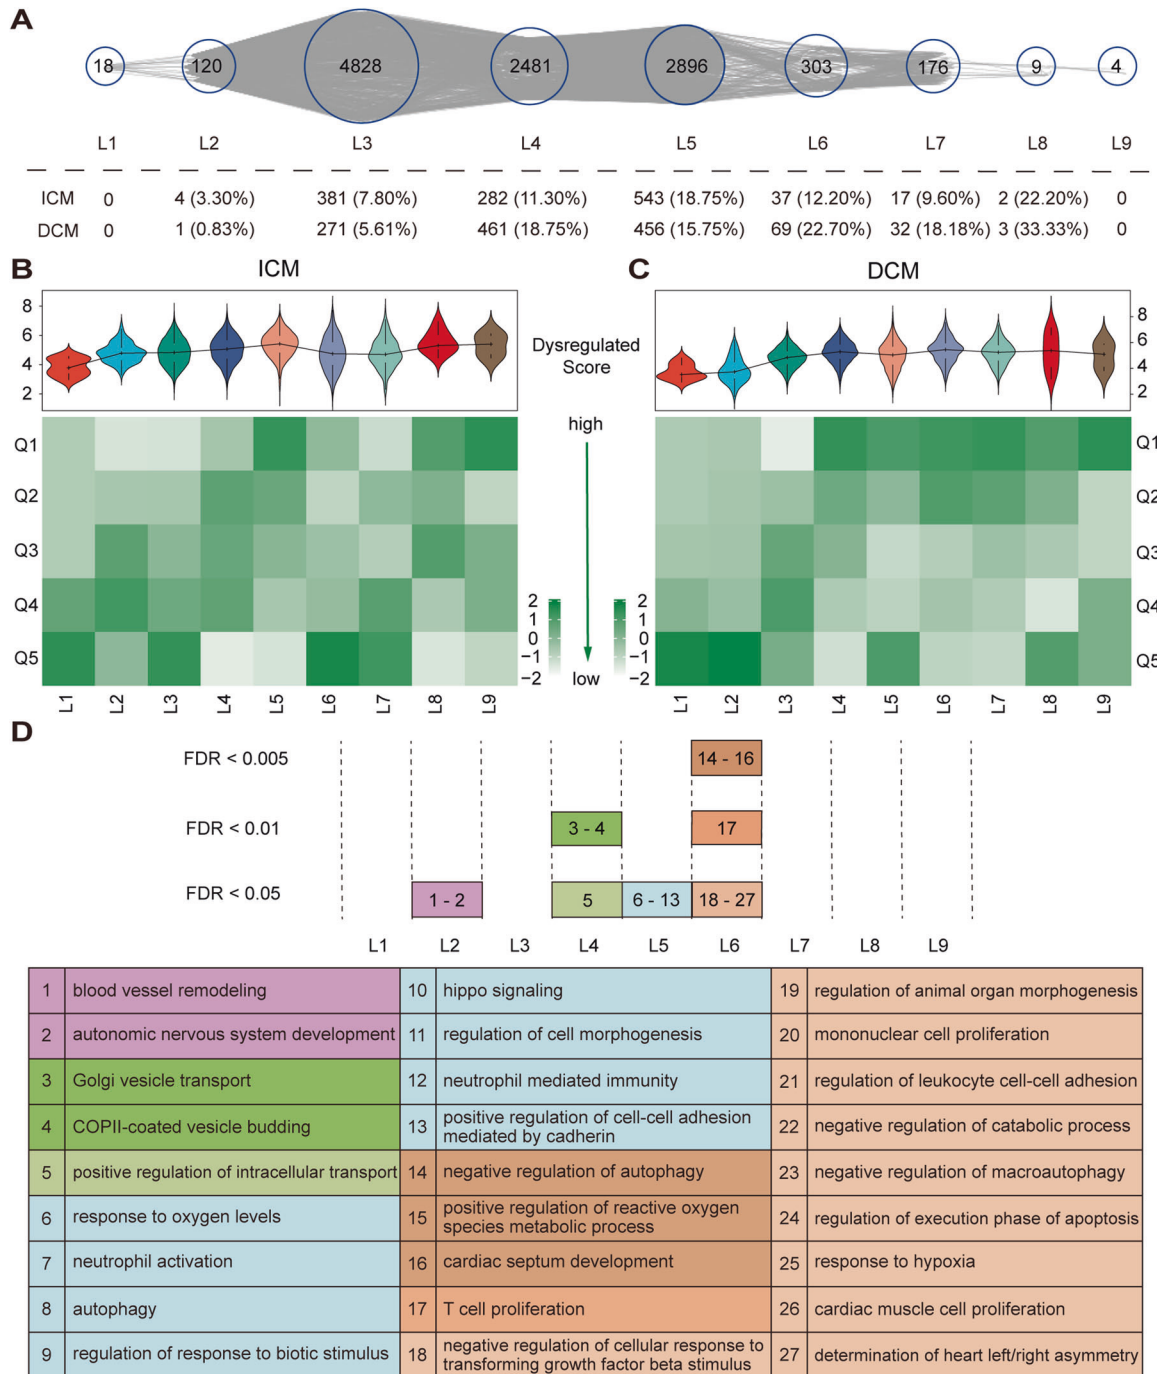 A
18 120 4828 2481 2896 303 176 9 4
L1 L2 L3 L4 L5 L6 L7 L8 L9
ICM 0 4 (3.30%) 381 (7.80%) 282 (11.30%) 543 (18.75%) 37 (12.20%) 17 (9.60%) 2 (22.20%) 0
DCM 0 1 (0.83%) 271 (5.61%) 461 (18.75%) 456 (15.75%) 69 (22.70%) 32 (18.18%) 3 (33.33%) 0
B ICM
8
6
4
2
Q1
Q2
Q3
Q4
Q5
L1 L2 L3 L4 L5 L6 L7 L8 L9
Dysregulated
Score
high
low
2
1
0
−1
−2
2
1
0
−1
−2
C DCM
8
6
4
2
Q1
Q2
Q3
Q4
Q5
L1 L2 L3 L4 L5 L6 L7 L8 L9
D
FDR < 0.005 14 - 16
FDR < 0.01 3 - 4 17
FDR < 0.05 1 - 2 5 6 - 13 18 - 27
L1 L2 L3 L4 L5 L6 L7 L8 L9
1 blood vessel remodeling
2 autonomic nervous system development
3 Golgi vesicle transport
4 COPII-coated vesicle budding
5 positive regulation of intracellular transport
6 response to oxygen levels
7 neutrophil activation
8 autophagy
9 regulation of response to biotic stimulus
10 hippo signaling
11 regulation of cell morphogenesis
12 neutrophil mediated immunity
13 positive regulation of cell-cell adhesion
mediated by cadherin
14 negative regulation of autophagy
15 positive regulation of reactive oxygen
species metabolic process
16 cardiac septum development
17 T cell proliferation
18 negative regulation of cellular response to
transforming growth factor beta stimulus
19 regulation of animal organ morphogenesis
20 mononuclear cell proliferation
21 regulation of leukocyte cell-cell adhesion
22 negative regulation of catabolic process
23 negative regulation of macroautophagy
24 regulation of execution phase of apoptosis
25 response to hypoxia
26 cardiac muscle cell proliferation
27 determination of heart left/right asymmetry